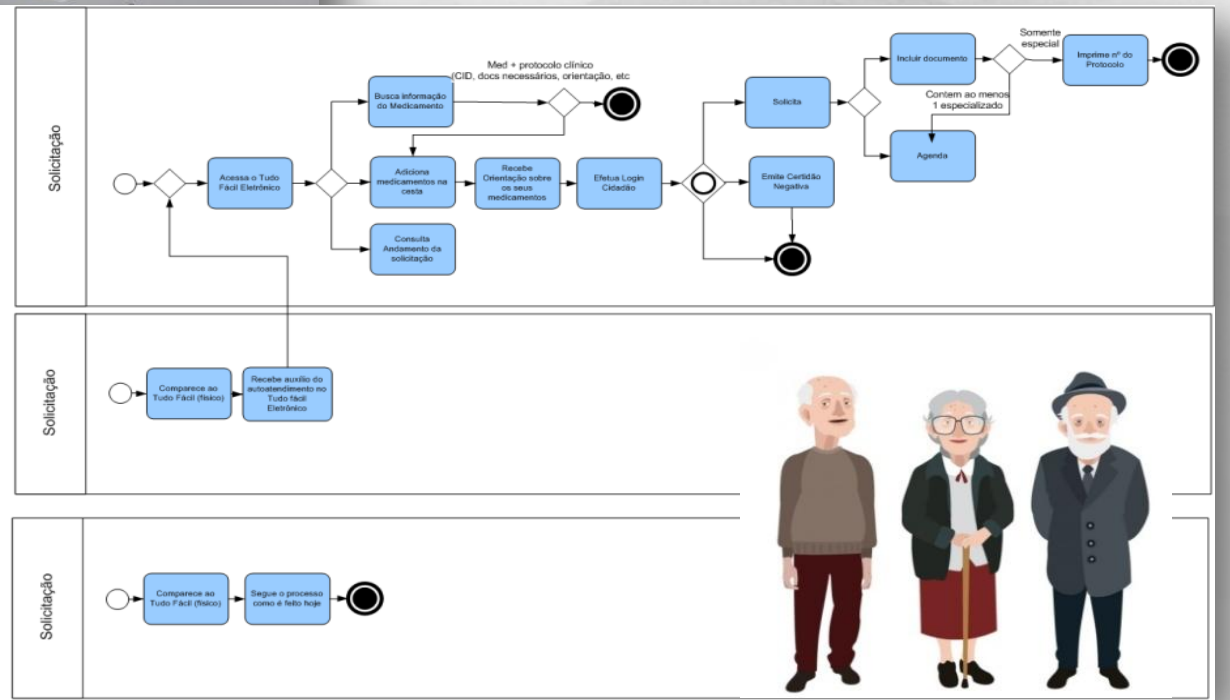 Solicitação
Acessa o Tudo
Fácil Eletrônico
Busca informação
do Medicamento
Med + protocolo clínico
(CID, docs necessários, orientação, etc
Adiciona
medicamentos na
cesta
Consulta
Andamento da
solicitação
Recebe
Orientação sobre
os seus
medicamentos
Efetua Login
Cidadão
Solicita
Emite Certidão
Negativa
Incluir documento
Contem ao menos
1 especializado
Agenda
Somente
especial
Imprime nº do
Protocolo
Solicitação
Comparece ao
Tudo Fácil (físico)
Recebe auxílio do
autoatendimento no
Tudo fácil
Eletrônico
Solicitação
Comparece ao
Tudo Fácil (físico)
Segue o processo
como é feito hoje